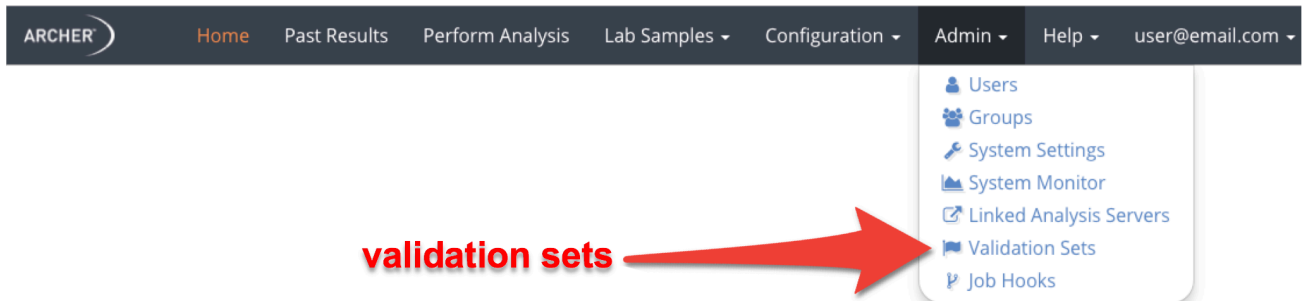 ARCHER Home Past Results Perform Analysis Lab Samples Configuration Admin Help user@email.com
Users
Groups
System Settings
System Monitor
Linked Analysis Servers
validation sets Validation Sets
Job Hooks